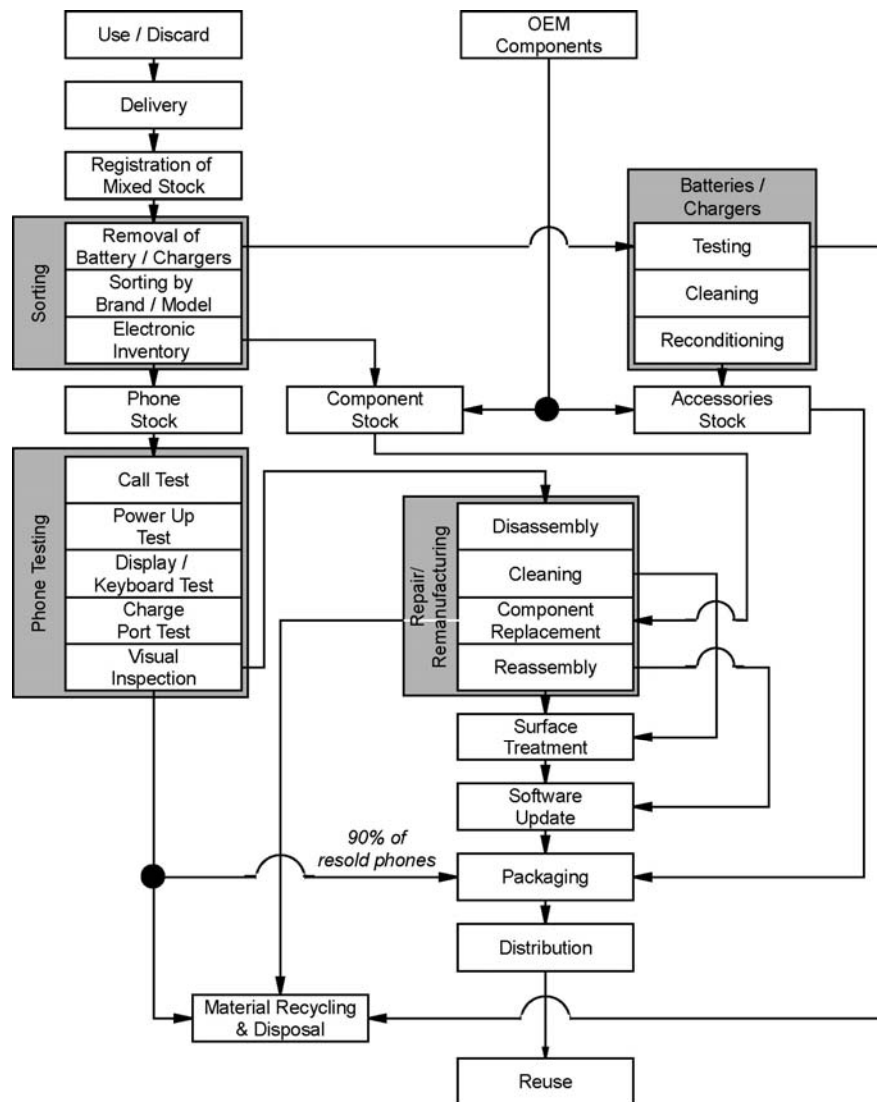 Use / Discard
OEM
Components
Delivery
Registration of
Mixed Stock
Batteries /
Chargers
Sorting
Removal of
Battery / Chargers
Sorting by
Brand / Model
Electronic
Inventory
Testing
Cleaning
Reconditioning
Phone
Stock
Component
Stock
Accessories
Stock
Phone Testing
Call Test
Power Up
Test
Display /
Keyboard Test
Charge
Port Test
Visual
Inspection
Repair/
Remanufacturing
Disassembly
Cleaning
Component
Replacement
Reassembly
Surface
Treatment
Software
Update
90% of
resold phones
Packaging
Distribution
Material Recycling
& Disposal
Reuse